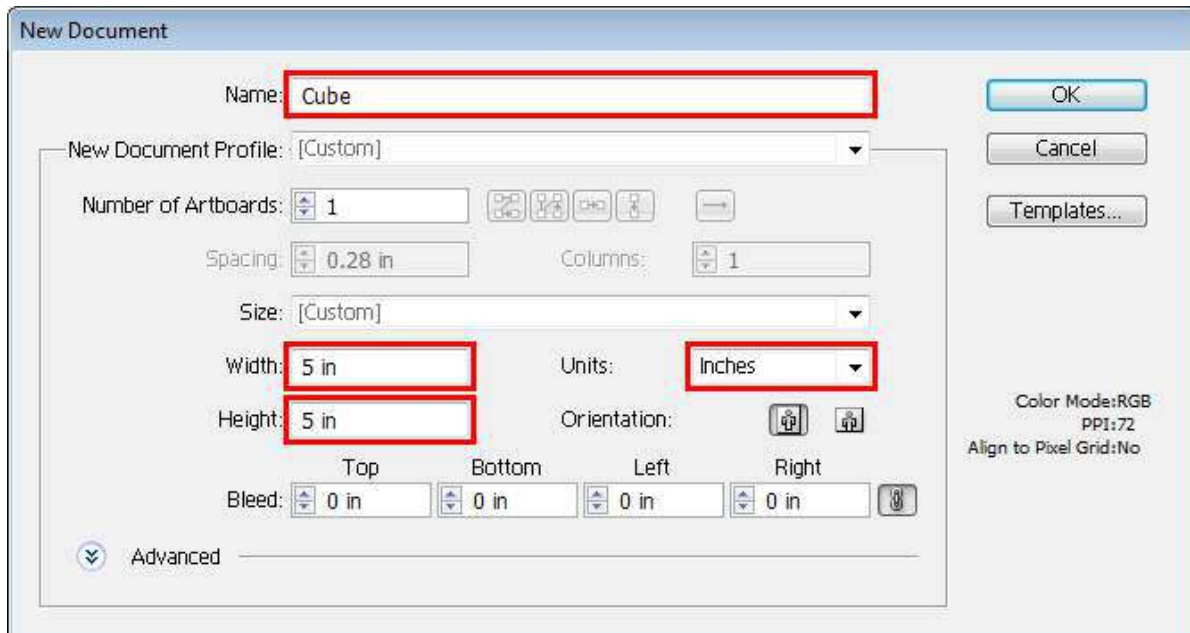 New Document
Name: Cube
OK
New Document Profile: [Custom]
Cancel
Number of Artboards: 1
Templates...
Spacing: 0.28 in Columns: 1
Size: [Custom]
Width: 5 in Units: Inches
Height: 5 in Orientation:
Color Mode:RGB
PPI:72
Align to Pixel Grid:No
Top Bottom Left Right
Bleed: 0 in 0 in 0 in 0 in
Advanced